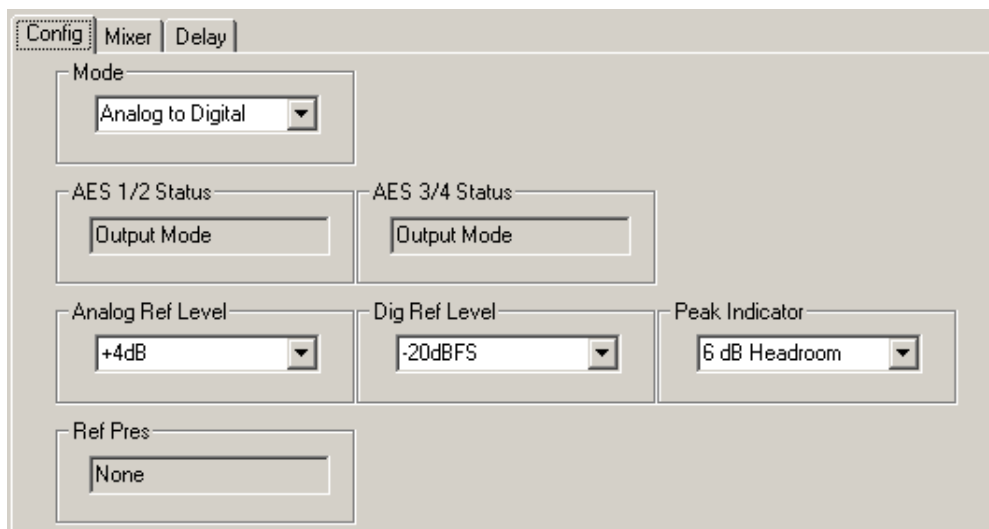 Config Mixer Delay
Mode
Analog to Digital
AES 1/2 Status AES 3/4 Status
Output Mode Output Mode
Analog Ref Level Dig Ref Level Peak Indicator
+4dB -20dBFS 6 dB Headroom
Ref Pres
None